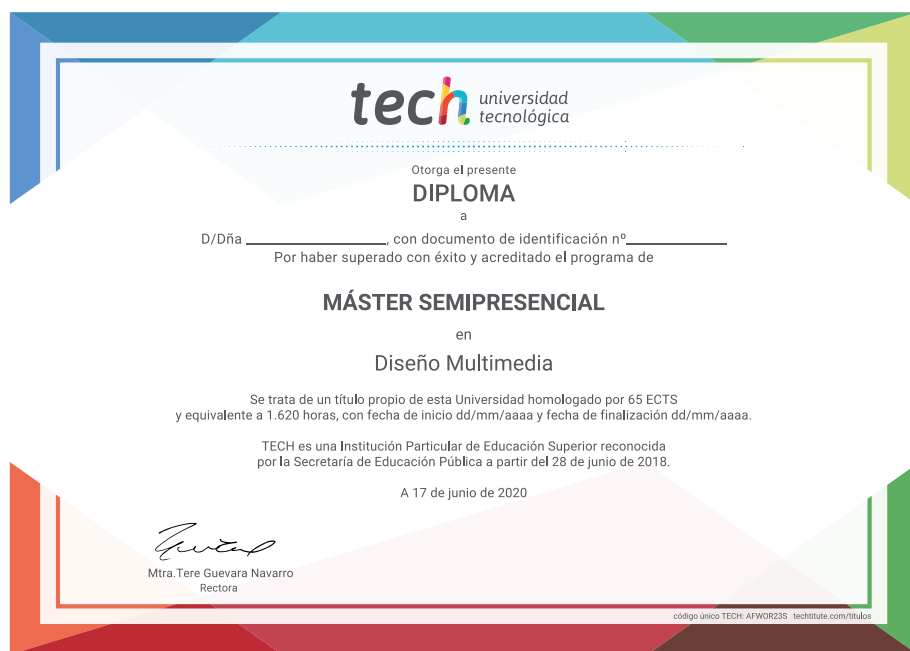 tech universidad
tecnológica
Otorga el presente
DIPLOMA
a
D/Dña ____________________, con documento de identificación nº______________
Por haber superado con éxito y acreditado el programa de
MÁSTER SEMIPRESENCIAL
en
Diseño Multimedia
Se trata de un título propio de esta Universidad homologado por 65 ECTS
y equivalente a 1.620 horas, con fecha de inicio dd/mm/aaaa y fecha de finalización dd/mm/aaaa.
TECH es una Institución Particular de Educación Superior reconocida
por la Secretaría de Educación Pública a partir del 28 de junio de 2018.
A 17 de junio de 2020
Mtra.Tere Guevara Navarro
Rectora
código único TECH: AFWOR23S techtitute.com/titulos